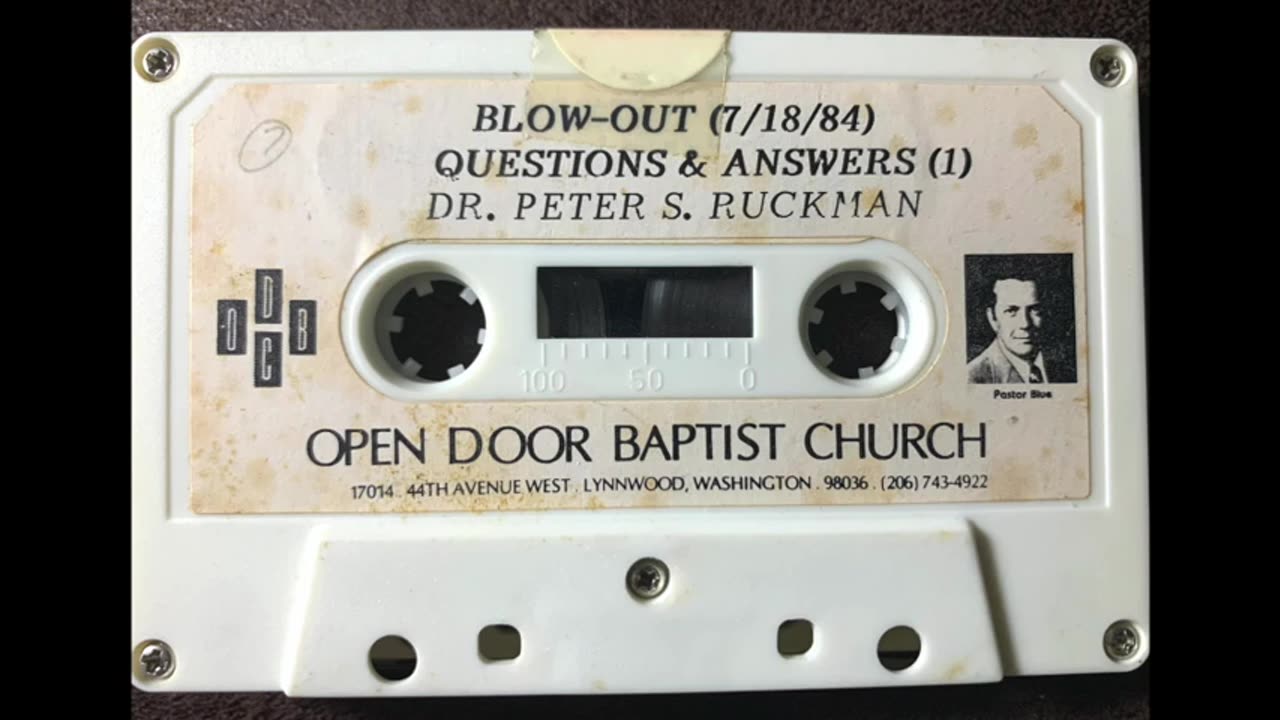 BLOW-OUT (7/18/84)
QUESTIONS & ANSWERS (1)
DR. PETER S. RUCKMAN
D
O B
C
100 50 0
Pastor Blue
OPEN DOOR BAPTIST CHURCH
17014 . 44TH AVENUE WEST . LYNNWOOD, WASHINGTON . 98036 . (206) 743-4922